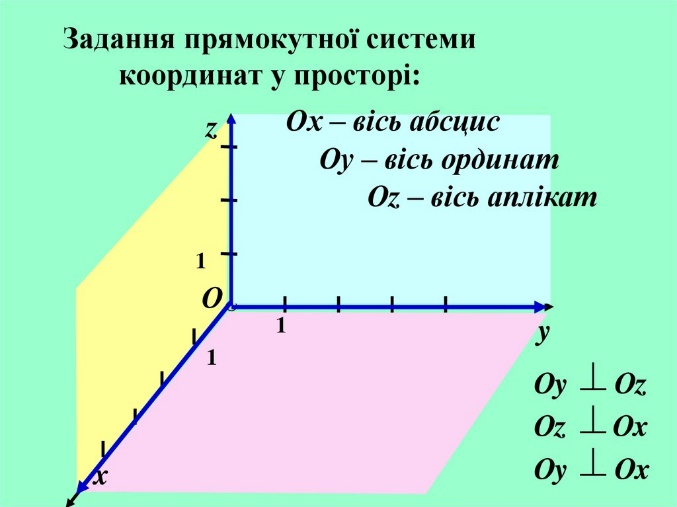 Задання прямокутної системи
координат у просторі:
z
Ox – вісь абсцис
Oy – вісь ординат
Oz – вісь аплікат
1
O
1
y
1
x
Oy ⊥ Oz
Oz ⊥ Ox
Oy ⊥ Ox